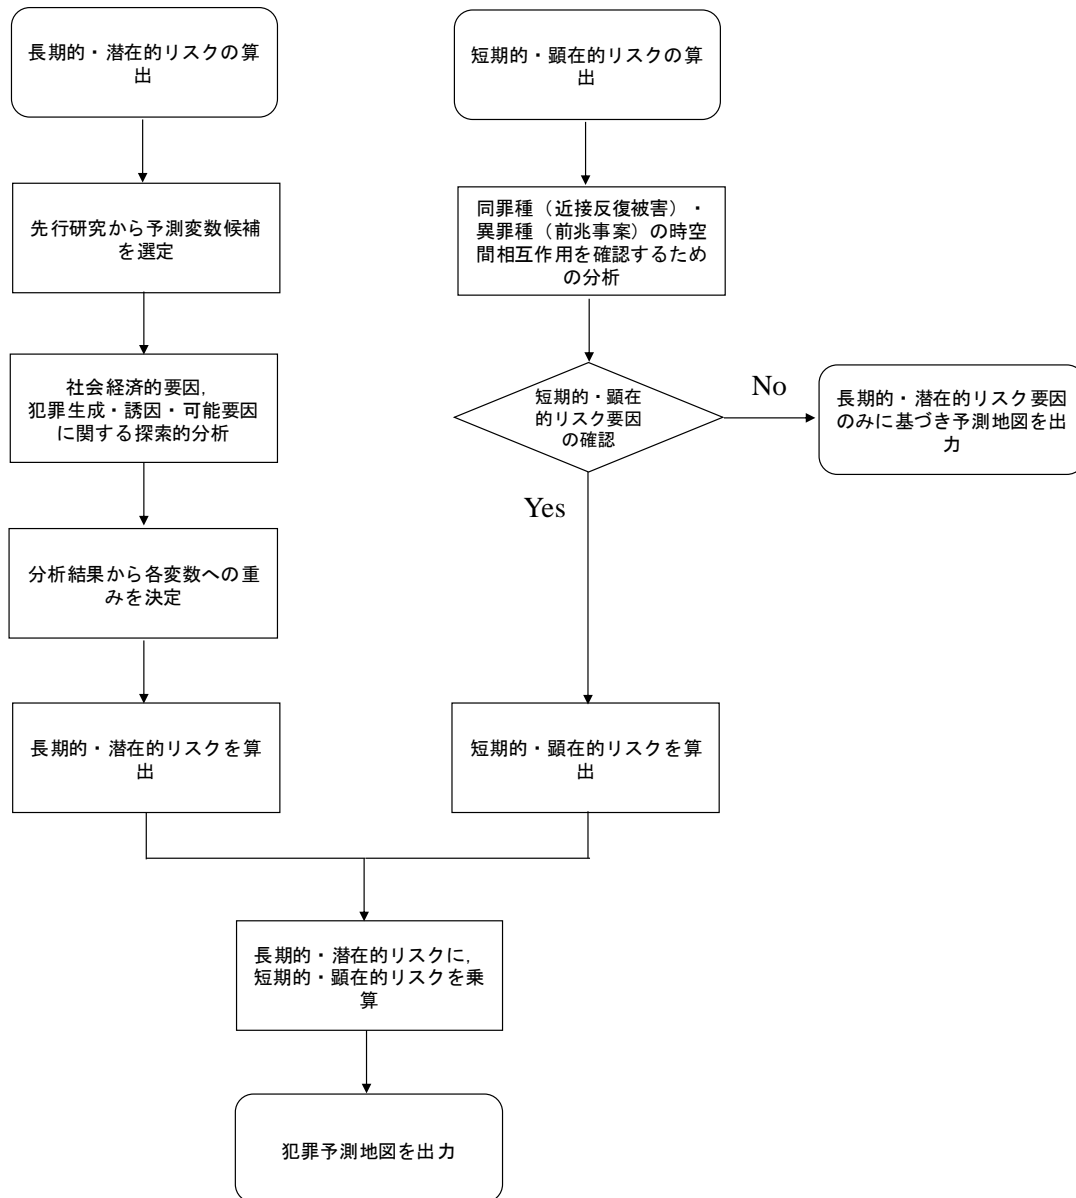 長期的・潜在的リスクの算
出
先行研究から予測変数候補
を選定
社会経済的要因,
犯罪生成・誘因・可能要因
に関する探索的分析
分析結果から各変数への重
みを決定
長期的・潜在的リスクを算
出
短期的・顕在的リスクの算
出
同罪種（近接反復被害）・
異罪種（前兆事案）の時空
間相互作用を確認するため
の分析
短期的・顕在
的リスク要因
の確認
No
長期的・潜在的リスク要因
のみに基づき予測地図を出
力
Yes
短期的・顕在的リスクを算
出
長期的・潜在的リスクに,
短期的・顕在的リスクを乗
算
犯罪予測地図を出力